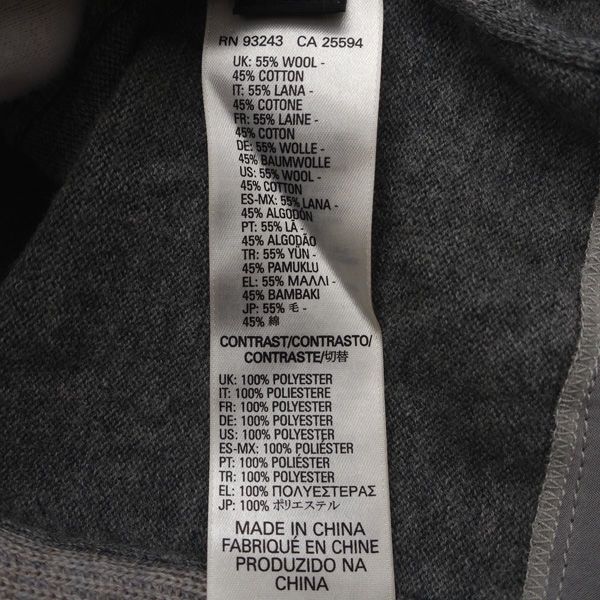 RN 93243 CA 25594
UK: 55% WOOL -
45% COTTON
IT: 55% LANA -
45% COTONE
FR: 55% LAINE -
45% COTON
DE: 55% WOLLE -
45% BAUMWOLLE
US: 55% WOOL -
45% COTTON
ES-MX: 55% LANA -
45% ALGODÓN
PT: 55% LÀ -
45% ALGODÃO
TR: 55% YÜN -
45% PAMUKLU
EL: 55% ΜΑΛΛΙ -
45% ΒΑΜΒΑΚΙ
JP: 55% 毛 -
45% 綿
CONTRAST/CONTRASTO/
CONTRASTE/切替
UK: 100% POLYESTER
IT: 100% POLIESTERE
FR: 100% POLYESTER
DE: 100% POLYESTER
US: 100% POLYESTER
ES-MX: 100% POLIÉSTER
PT: 100% POLIÉSTER
TR: 100% POLYESTER
EL: 100% ΠΟΛΥΕΣΤΕΡΑΣ
JP: 100% ポリエステル
MADE IN CHINA
FABRIQUÉ EN CHINE
PRODUZIDO NA
CHINA